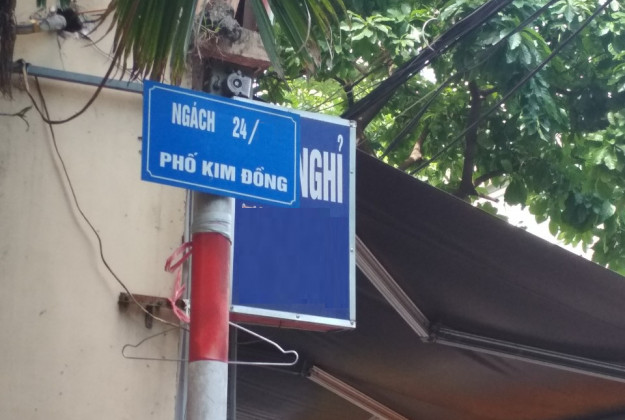 NGÁCH 24/
PHỐ KIM ĐỒNG
NGHỈ